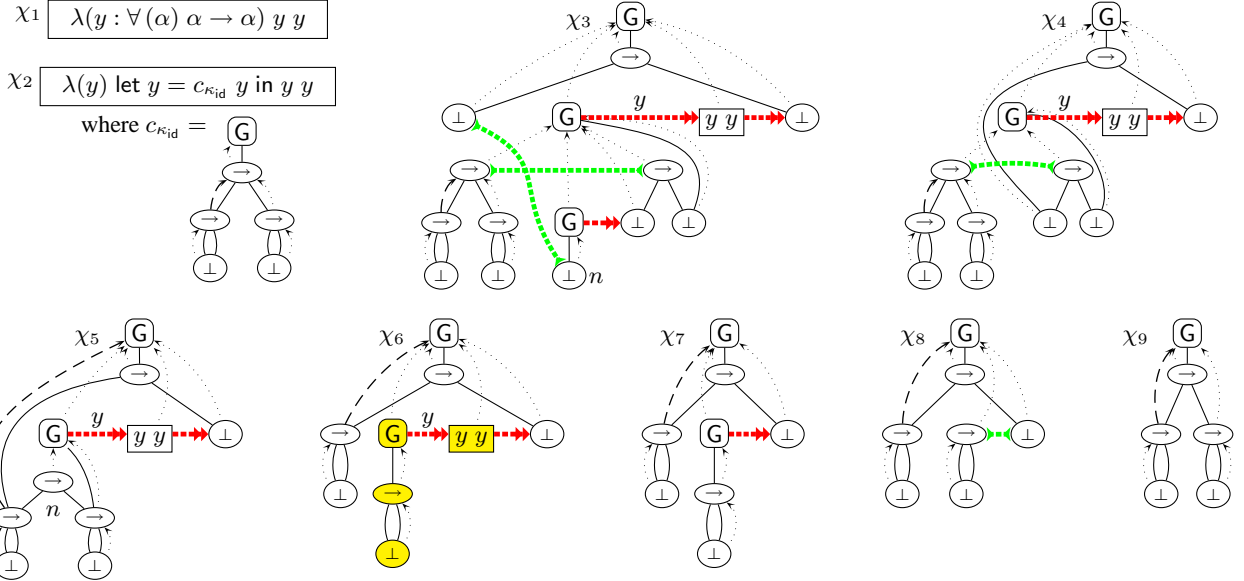 χ1 λ(y : ∀ (α) α → α) y y
χ2 λ(y) let y = cκid y in y y
where cκid =
G
→
→ →
⊥ ⊥
χ3
G
→
⊥ G y y y ⊥
→ →
→ → G ⊥ ⊥
⊥ ⊥ ⊥ n
χ4
G
→
G y y y ⊥
→ →
→ → ⊥ ⊥
⊥ ⊥
χ5
G
→
G y y y ⊥
→
n
→ →
⊥ ⊥
χ6
G
→
→ G y y y ⊥
⊥ →
⊥
χ7
G
→
→ G ⊥
⊥ →
⊥
χ8
G
→
→ → ⊥
⊥ ⊥
χ9
G
→
→ →
⊥ ⊥